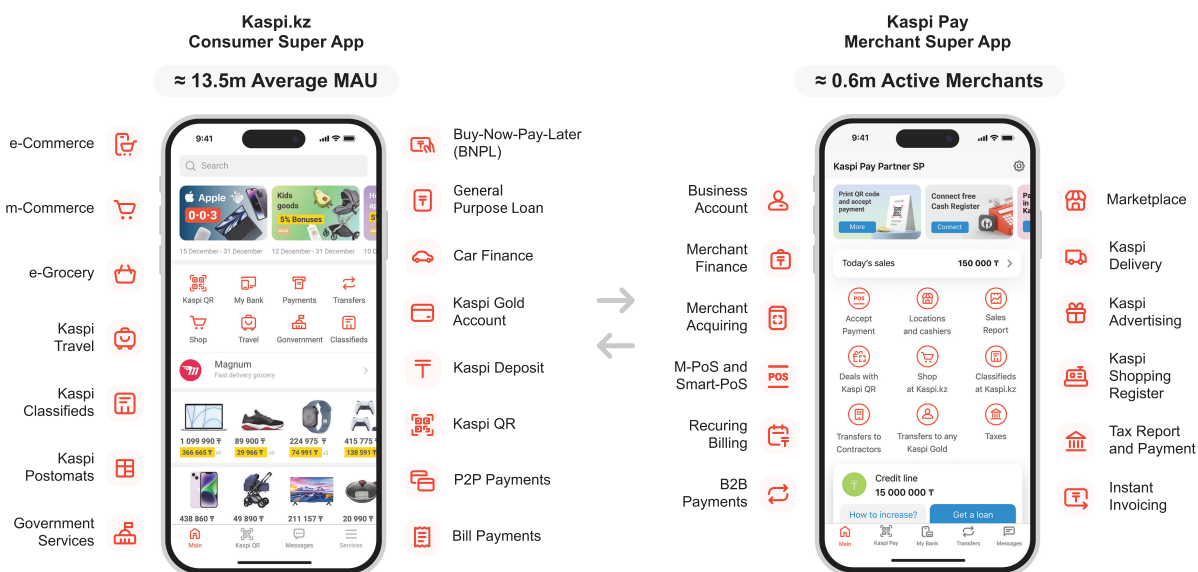 Kaspi.kz
Consumer Super App
≈ 13.5m Average MAU
e-Commerce
m-Commerce
e-Grocery
Kaspi
Travel
Kaspi
Classifieds
Kaspi
Postomats
Government
Services
9:41
Search
Apple
0·0·3
Kids
goods
5% Bonuses
15 December - 31 December
12 December - 31 December
Kaspi QR
My Bank
Payments
Transfers
Shop
Travel
Gonvernment
Classifieds
Magnum
Fast delivery grocery
1 099 990 ₸
89 900 ₸
224 975 ₸
415 775 ₸
366 665 ₸ x3
29 966 ₸ x3
74 991 ₸ x3
138 591 ₸
438 860 ₸
49 890 ₸
211 157 ₸
20 990 ₸
Main
Kaspi QR
Messages
Services
Buy-Now-Pay-Later
(BNPL)
General
Purpose Loan
Car Finance
Kaspi Gold
Account
Kaspi Deposit
Kaspi QR
P2P Payments
Bill Payments
Kaspi Pay
Merchant Super App
≈ 0.6m Active Merchants
Business
Account
Merchant
Finance
Merchant
Acquiring
M-PoS and
Smart-PoS
POS
Recuring
Billing
B2B
Payments
9:41
Kaspi Pay Partner SP
Print QR code
and accept
payment
More
Connect free
Cash Register
Connect
Today's sales
150 000 ₸
POS
Accept
Payment
Locations
and cashiers
Sales
Report
Deals with
Kaspi QR
Shop
at Kaspi.kz
Classifieds
at Kaspi.kz
Transfers to
Contractors
Transfers to any
Kaspi Gold
Taxes
Credit line
15 000 000 ₸
How to increase?
Get a loan
Main
Kaspi Pay
My Bank
Transfers
Messages
Marketplace
Kaspi
Delivery
Kaspi
Advertising
Kaspi
Shopping
Register
Tax Report
and Payment
Instant
Invoicing